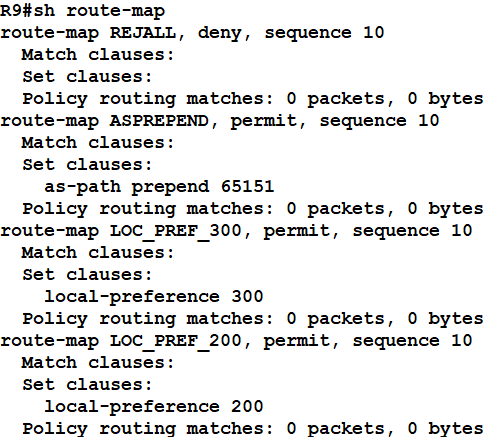 R9#sh route-map
route-map REJALL, deny, sequence 10
  Match clauses:
  Set clauses:
  Policy routing matches: 0 packets, 0 bytes
route-map ASPREPEND, permit, sequence 10
  Match clauses:
  Set clauses:
    as-path prepend 65151
  Policy routing matches: 0 packets, 0 bytes
route-map LOC_PREF_300, permit, sequence 10
  Match clauses:
  Set clauses:
    local-preference 300
  Policy routing matches: 0 packets, 0 bytes
route-map LOC_PREF_200, permit, sequence 10
  Match clauses:
  Set clauses:
    local-preference 200
  Policy routing matches: 0 packets, 0 bytes